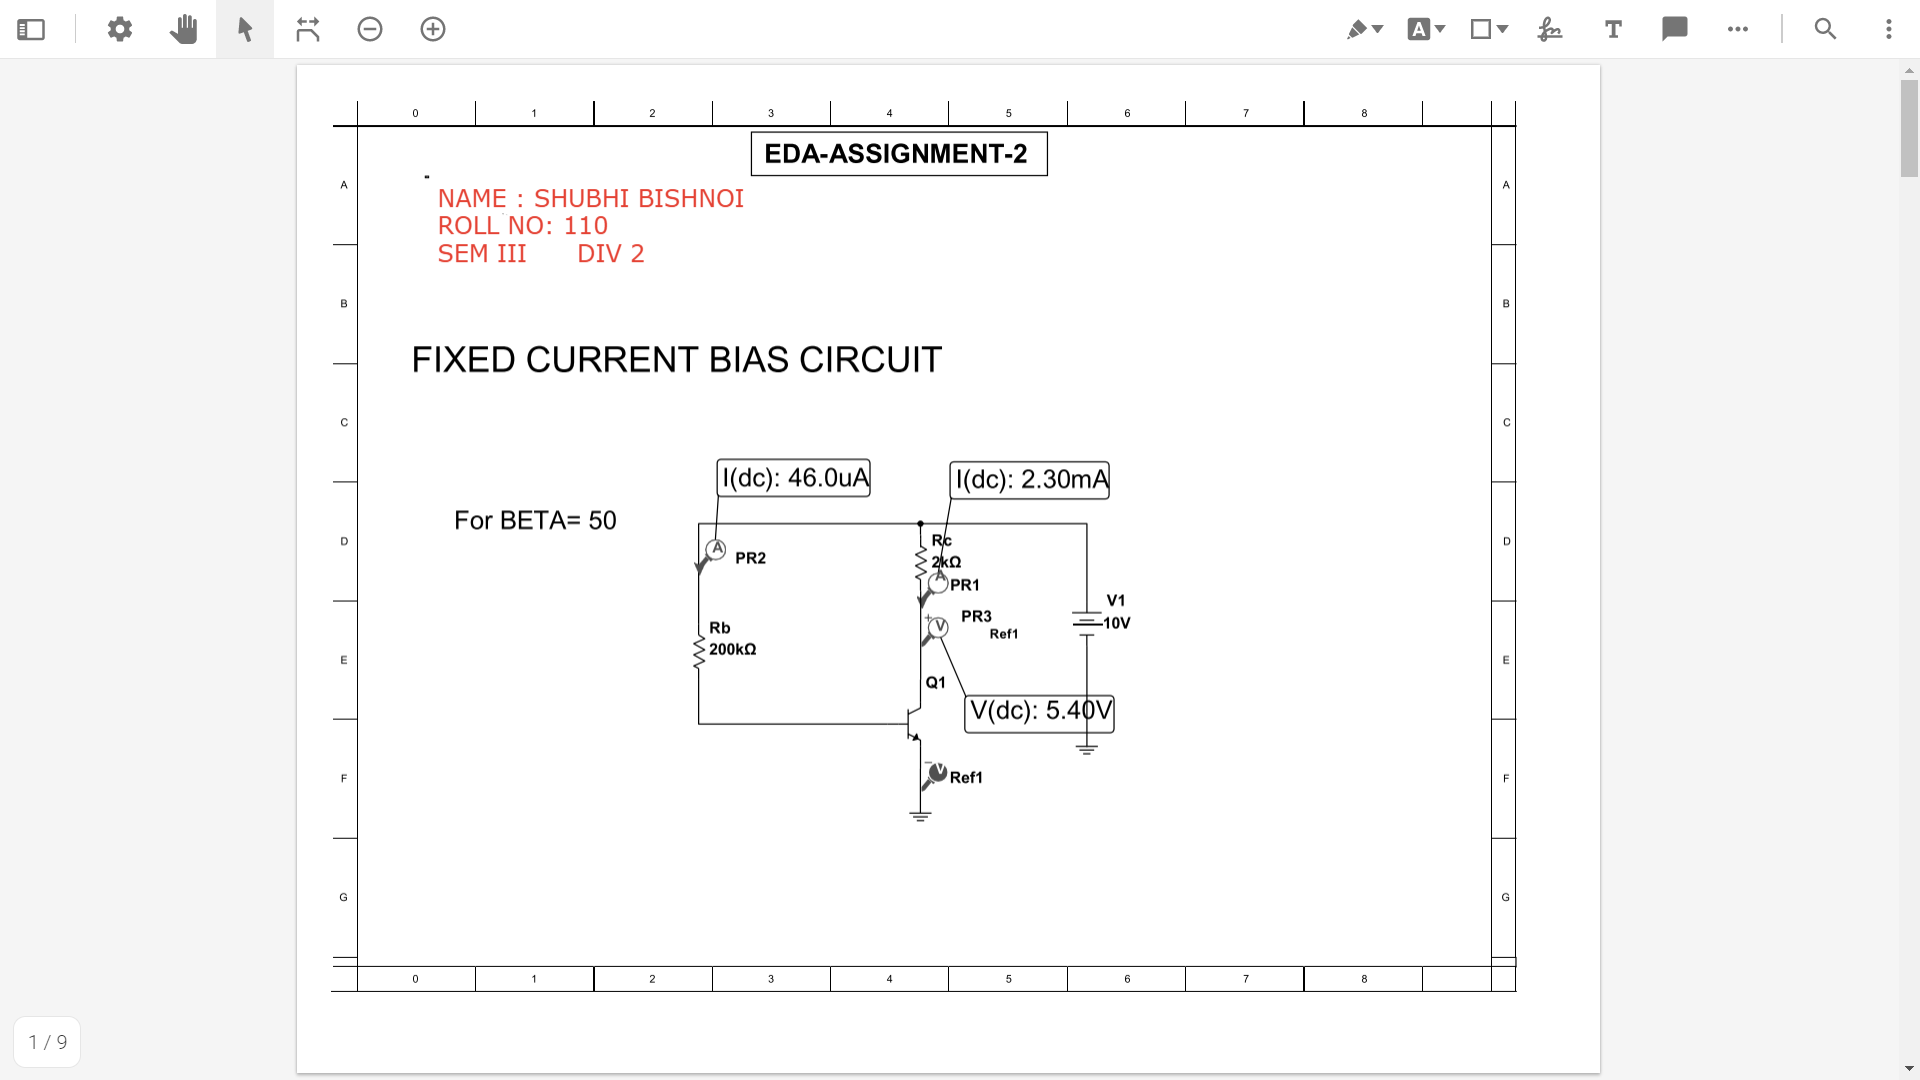 0 1 2 3 4 5 6 7 8
EDA-ASSIGNMENT-2
A A
NAME : SHUBHI BISHNOI
ROLL NO: 110
SEM III DIV 2
B B
FIXED CURRENT BIAS CIRCUIT
C C
I(dc): 46.0uA I(dc): 2.30mA
For BETA= 50
D D
Rc
2kΩ
A PR2
A PR1
V1
10V
PR3
Ref1
+ V
Rb
200kΩ
E E
Q1
V(dc): 5.40V
F F
V Ref1
G G
0 1 2 3 4 5 6 7 8
1 / 9